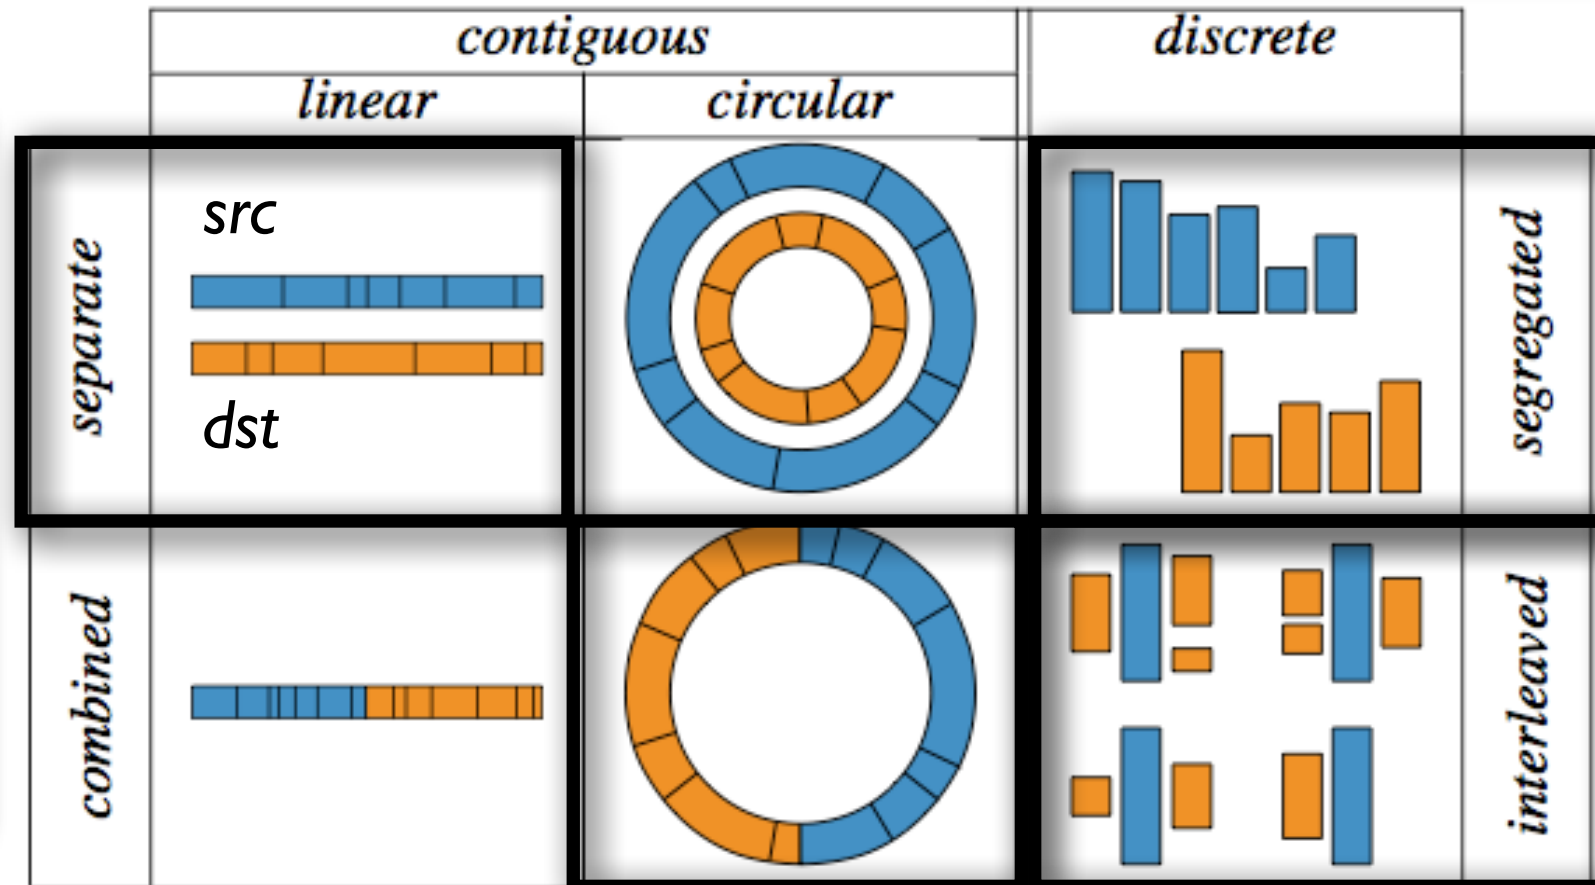 contiguous
discrete
linear
circular
separate
src
dst
segregated
combined
interleaved